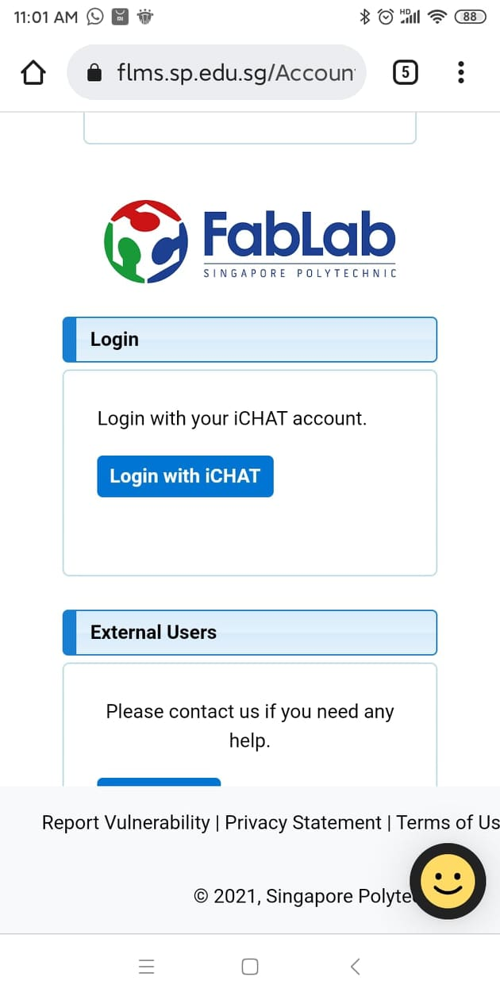 11:01 AM HD 88
flms.sp.edu.sg/Accoun
5
FabLab
SINGAPORE POLYTECHNIC
Login
Login with your iCHAT account.
Login with iCHAT
External Users
Please contact us if you need any
help.
Report Vulnerability | Privacy Statement | Terms of Us
© 2021, Singapore Polyte